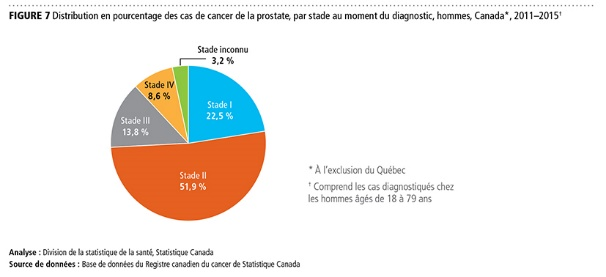 FIGURE 7 Distribution en pourcentage des cas de cancer de la prostate, par stade au moment du diagnostic, hommes, Canada*, 2011–2015†
Stade inconnu
3,2 %
Stade IV
8,6 %
Stade I
22,5 %
Stade III
13,8 %
Stade II
51,9 %
* À l'exclusion du Québec
† Comprend les cas diagnostiqués chez
les hommes âgés de 18 à 79 ans
Analyse : Division de la statistique de la santé, Statistique Canada
Source de données : Base de données du Registre canadien du cancer de Statistique Canada